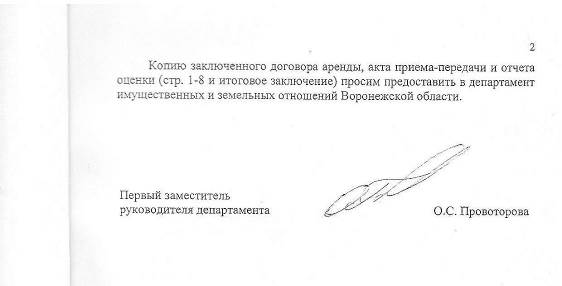 2
Копию заключенного договора аренды, акта приема-передачи и отчета
оценки (стр. 1-8 и итоговое заключение) просим предоставить в департамент
имущественных и земельных отношений Воронежской области.
Первый заместитель
руководителя департамента О.С. Провоторова